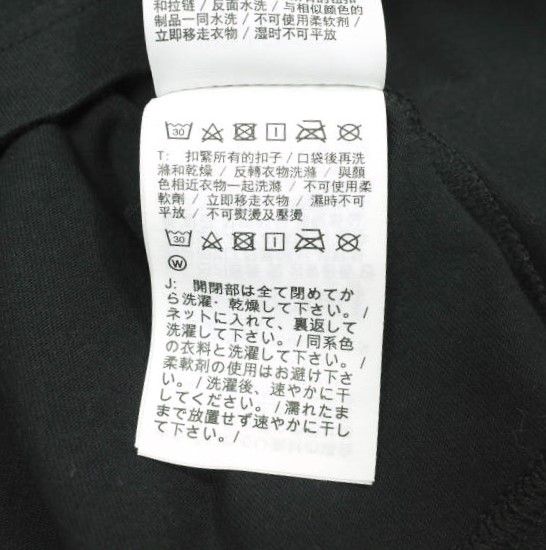 和拉链 / 反面水洗 / 与相似颜色的
制品一同水洗 / 不可使用柔软剂 /
立即移走衣物 / 湿时不可平放
30
T: 扣緊所有的扣子 / 口袋後再洗
滌和乾燥 / 反轉衣物洗滌 / 與顏
色相近衣物一起洗滌 / 不可使用柔
軟劑 / 立即移走衣物 / 濕時不可
平放 / 不可熨燙及壓燙
30
W
J: 開閉部は全て閉めてか
ら洗濯・乾燥して下さい。/
ネットに入れて、裏返して
洗濯して下さい。/同系色
の衣料と洗濯して下さい。/
柔軟剤の使用はお避け下さ
い。/洗濯後、速やかに干
してください。/濡れたま
まで放置せず速やかに干し
て下さい。/